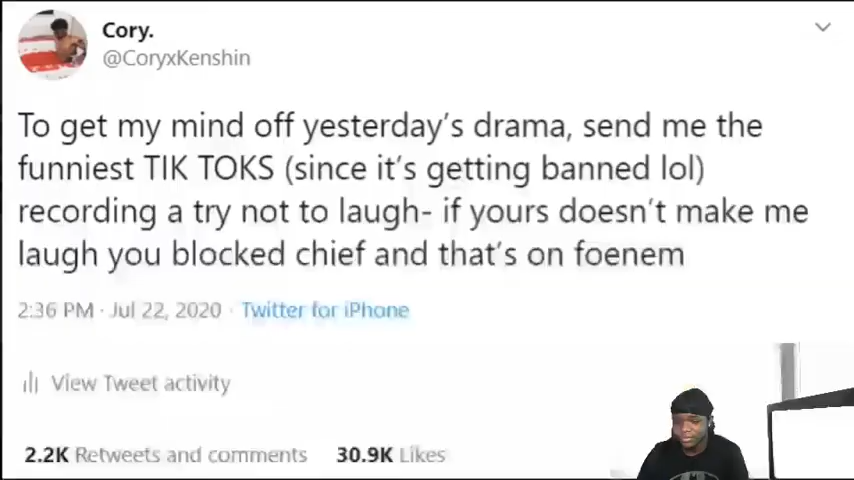 Cory.
@CoryxKenshin
To get my mind off yesterday's drama, send me the
funniest TIK TOKS (since it's getting banned lol)
recording a try not to laugh- if yours doesn't make me
laugh you blocked chief and that's on foenem
2:36 PM · Jul 22, 2020 · Twitter for iPhone
View Tweet activity
2.2K Retweets and comments 30.9K Likes